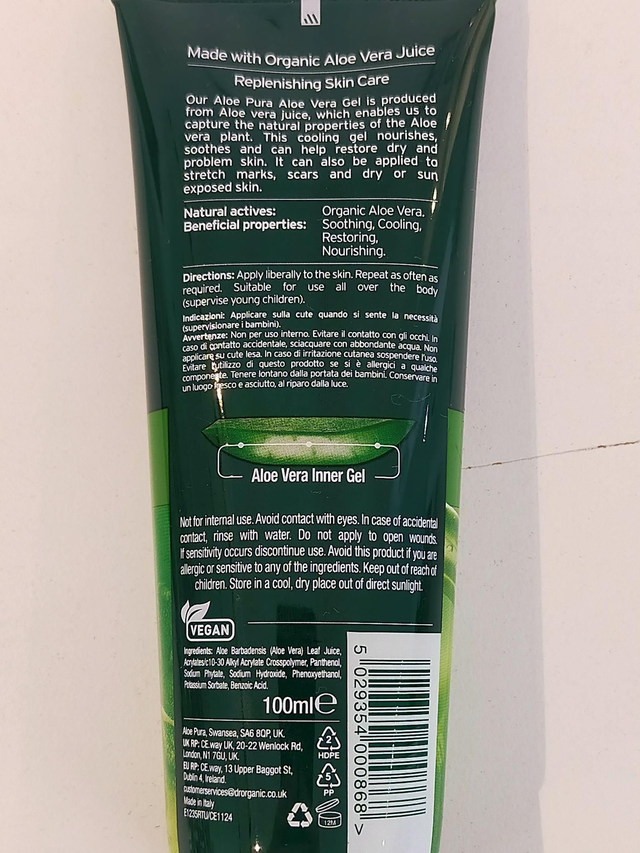 Made with Organic Aloe Vera Juice
Replenishing Skin Care
Our Aloe Pura Aloe Vera Gel is produced
from Aloe vera juice, which enables us to
capture the natural properties of the Aloe
vera plant. This cooling gel nourishes,
soothes and can help restore dry and
problem skin. It can also be applied to
stretch marks, scars and dry or sun
exposed skin.
Natural actives: Organic Aloe Vera.
Beneficial properties: Soothing, Cooling,
Restoring,
Nourishing.
Directions: Apply liberally to the skin. Repeat as often as
required. Suitable for use all over the body
(supervise young children).
Indicazioni: Applicare sulla cute quando si sente la necessità
(supervisionare i bambini).
Avvertenze: Non per uso interno. Evitare il contatto con gli occhi. In
caso di contatto accidentale, sciacquare con abbondante acqua. Non
applicare su cute lesa. In caso di irritazione cutanea sospendere l'uso.
Evitare l'utilizzo di questo prodotto se si è allergici a qualche
componente. Tenere lontano dalla portata dei bambini. Conservare in
un luogo fresco e asciutto, al riparo dalla luce.
Aloe Vera Inner Gel
Not for internal use. Avoid contact with eyes. In case of accidental
contact, rinse with water. Do not apply to open wounds.
If sensitivity occurs discontinue use. Avoid this product if you are
allergic or sensitive to any of the ingredients. Keep out of reach of
children. Store in a cool, dry place out of direct sunlight.
VEGAN
Ingredients: Aloe Barbadensis (Aloe Vera) Leaf Juice,
Acrylates/c10-30 Alkyl Acrylate Crosspolymer, Panthenol,
Sodium Phytate, Sodium Hydroxide, Phenoxyethanol,
Potassium Sorbate, Benzoic Acid.
100ml℮
Aloe Pura, Swansea, SA6 8QP, UK.
UK RP: CE.way UK, 20-22 Wenlock Rd,
London, N1 7GU, UK.
EU RP: CE.way, 13 Upper Baggot St,
Dublin 4, Ireland.
customerservices@drorganic.co.uk
Made in Italy
E1235RTU/CE1124
2
HDPE
5
PP
12M
5 029354 000868 >